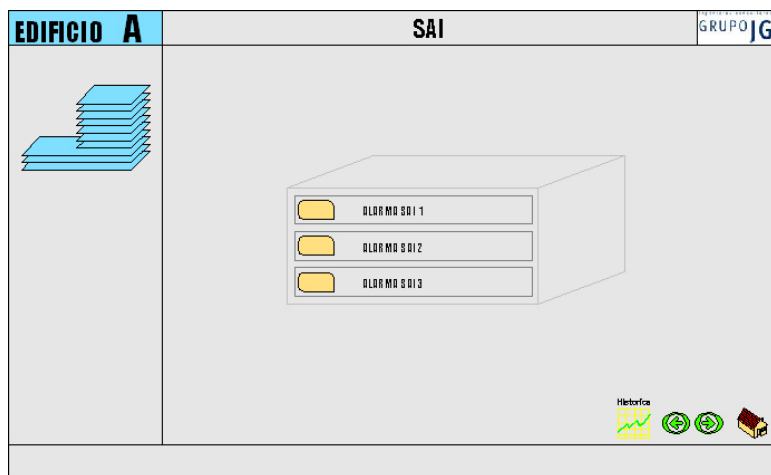 EDIFICIO A
SAI
GRUPO JG
ALARMA SAI 1
ALARMA SAI 2
ALARMA SAI 3
Historica